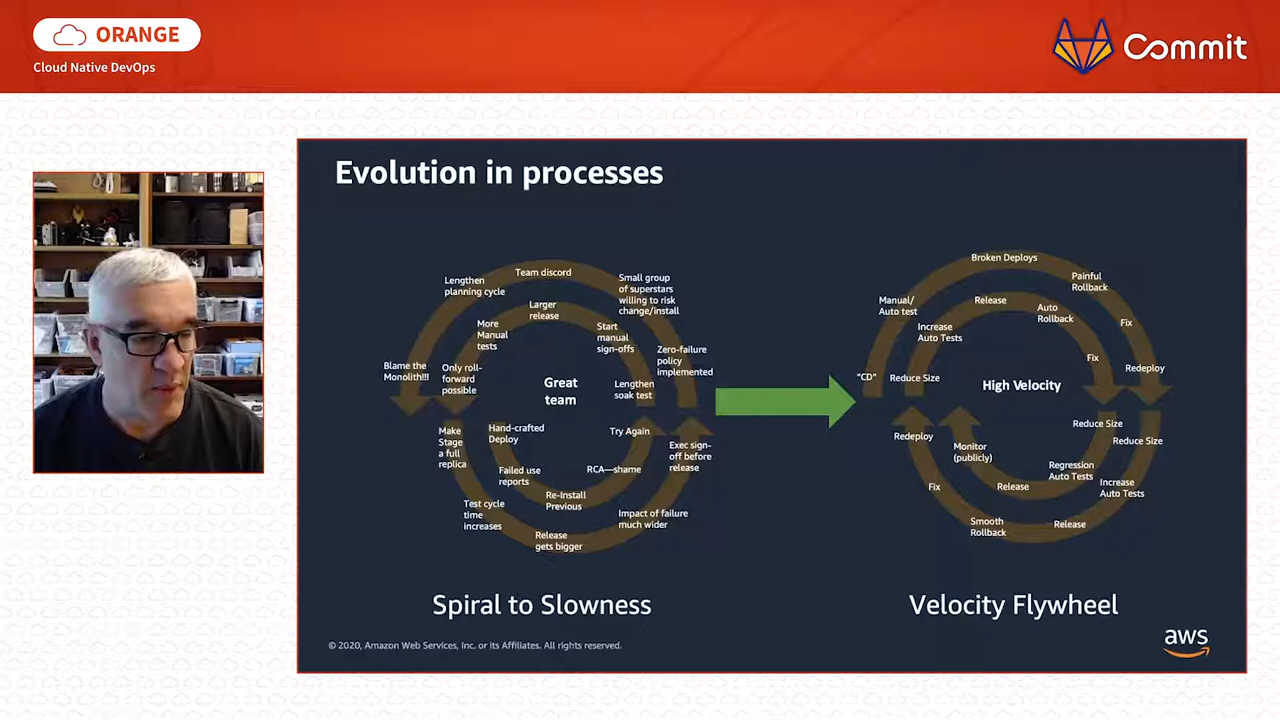 ORANGE
Cloud Native DevOps
Commit
Evolution in processes
Team discord
Lengthen
planning cycle
Small group
of superstars
willing to risk
change/install
Larger
release
More
Manual
tests
Start
manual
sign-offs
Zero-failure
policy
implemented
Blame the
Monolith!!!
Only roll-
forward
possible
Great
team
Lengthen
soak test
Make
Stage
a full
replica
Hand-crafted
Deploy
Try Again
Exec sign-
off before
release
Failed use
reports
RCA—shame
Re-Install
Previous
Test cycle
time
increases
Impact of failure
much wider
Release
gets bigger
Spiral to Slowness
Broken Deploys
Painful
Rollback
Manual/
Auto test
Release
Auto
Rollback
Increase
Auto Tests
Fix
Fix
Redeploy
"CD"
Reduce Size
High Velocity
Reduce Size
Reduce Size
Redeploy
Monitor
(publicly)
Regression
Auto Tests
Fix
Release
Increase
Auto Tests
Smooth
Rollback
Release
Velocity Flywheel
© 2020, Amazon Web Services, Inc. or its Affiliates. All rights reserved.
aws